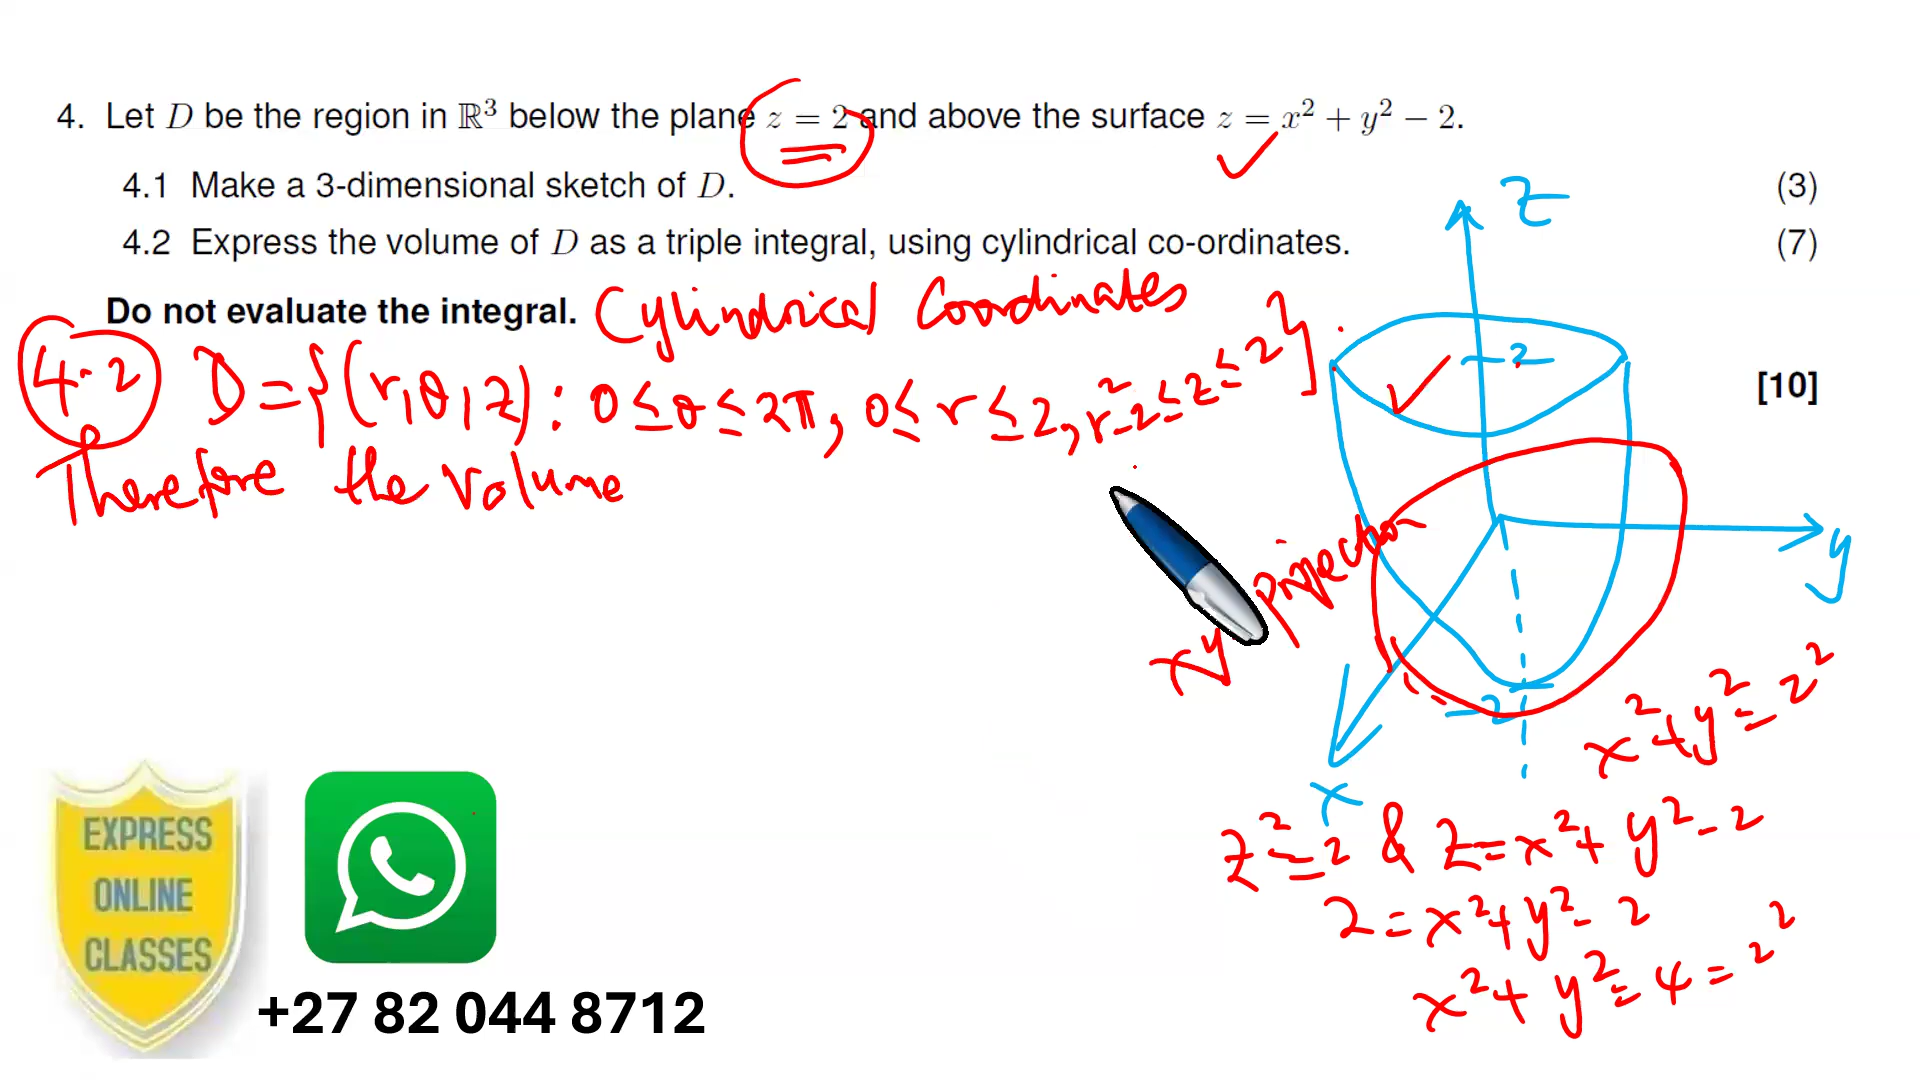 4. Let D be the region in ℝ³ below the plane z = 2 and above the surface z = x² + y² − 2.
4.1 Make a 3-dimensional sketch of D. (3)
4.2 Express the volume of D as a triple integral, using cylindrical co-ordinates. (7)
Do not evaluate the integral. Cylindrical Coordinates
[10]
4.2 D = {(r,θ,z) : 0 ≤ θ ≤ 2π, 0 ≤ r ≤ 2, r²-2 ≤ z ≤ 2}.
Therefore the Volume
z
2
y
-2
x
xy projection
x² + y² = 2²
z² = 2 & z = x² + y² - 2
2 = x² + y² - 2
x² + y² = 4 = 2²
EXPRESS
ONLINE
CLASSES
+27 82 044 8712